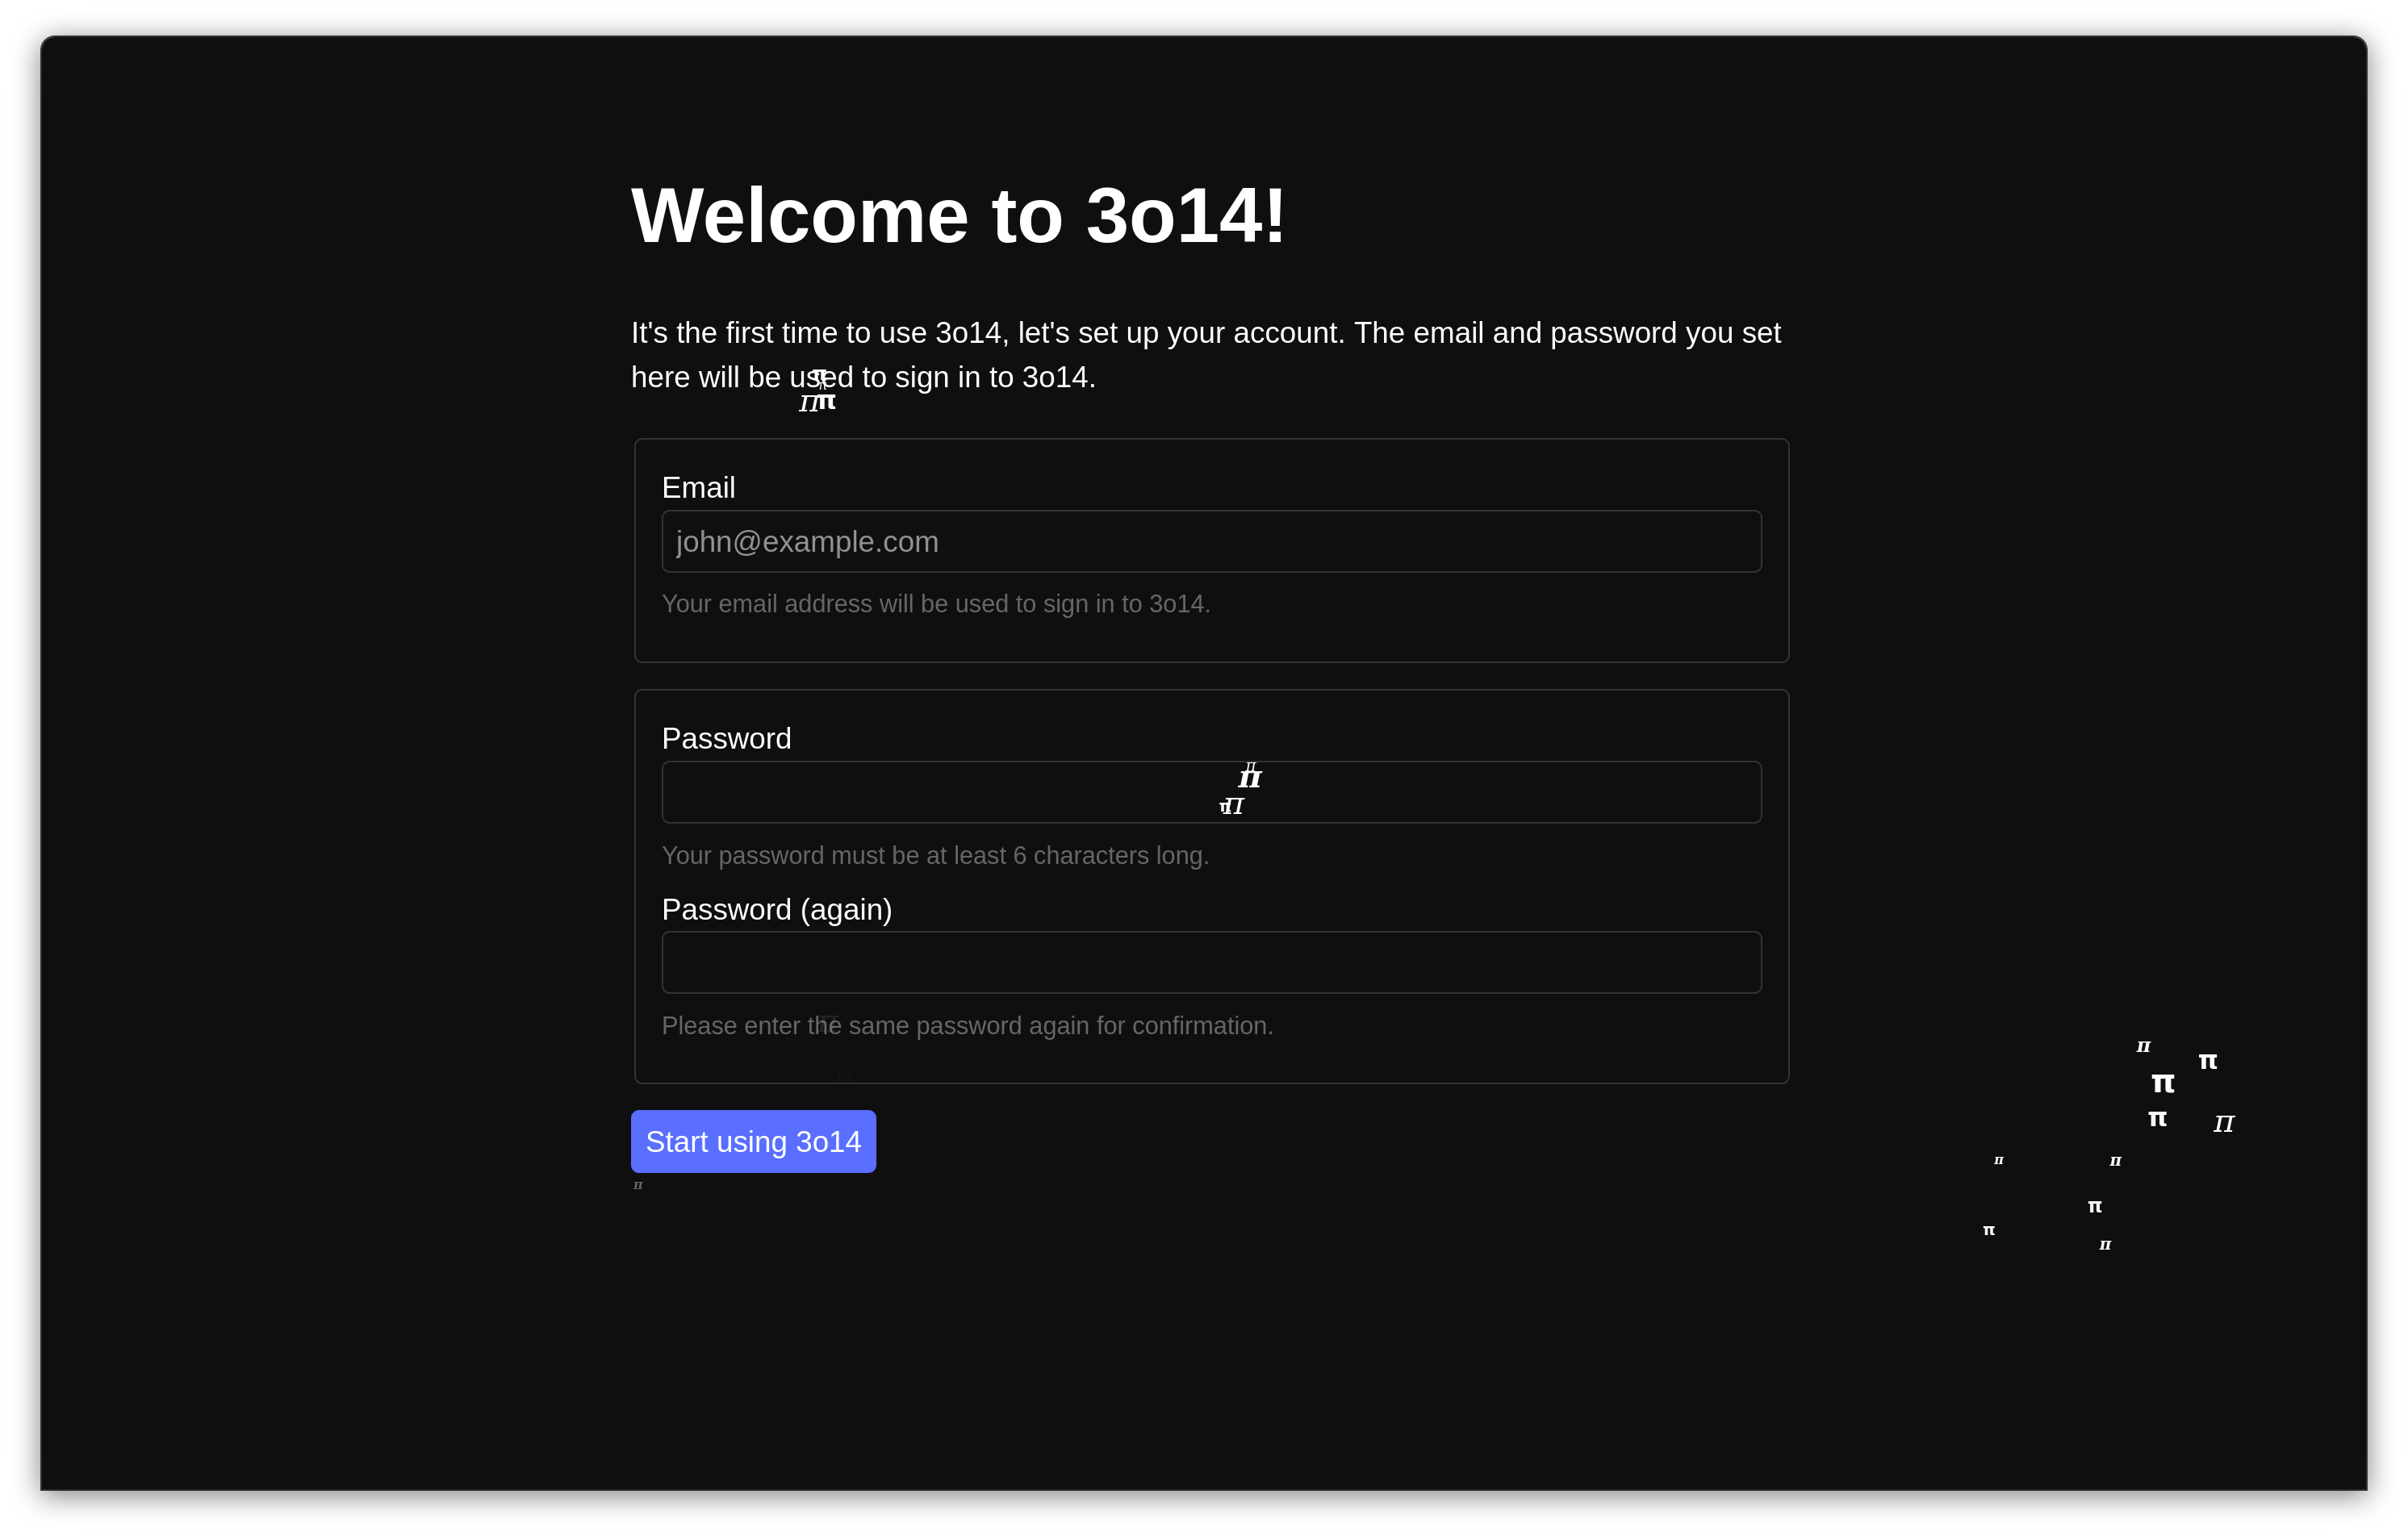 Welcome to 3o14!
It's the first time to use 3o14, let's set up your account. The email and password you set
here will be used to sign in to 3o14.
π
π
π π
Email
john@example.com
Your email address will be used to sign in to 3o14.
Password
π
π
π π
Your password must be at least 6 characters long.
Password (again)
Please enter the same password again for confirmation.
π
π
π
π
π
π π
Start using 3o14
π π
π
π
π
π